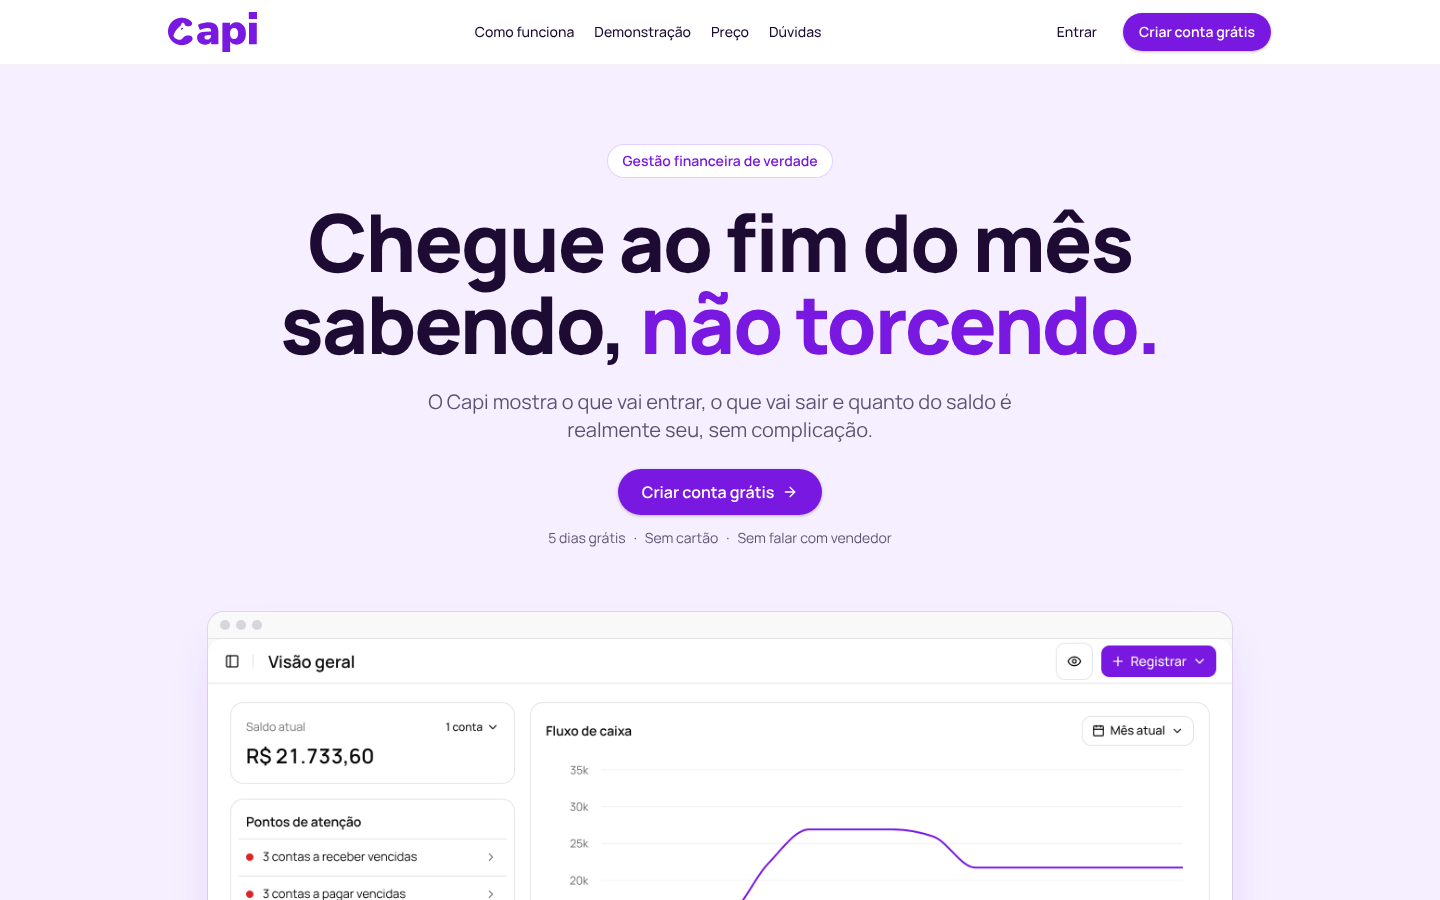 Capi
Como funciona
Demonstração
Preço
Dúvidas
Entrar
Criar conta grátis
Gestão financeira de verdade
Chegue ao fim do mês
sabendo, não torcendo.
O Capi mostra o que vai entrar, o que vai sair e quanto do saldo é
realmente seu, sem complicação.
Criar conta grátis
5 dias grátis · Sem cartão · Sem falar com vendedor
Visão geral
Registrar
Saldo atual
1 conta
R$ 21.733,60
Pontos de atenção
3 contas a receber vencidas
3 contas a pagar vencidas
Fluxo de caixa
Mês atual
35k
30k
25k
20k